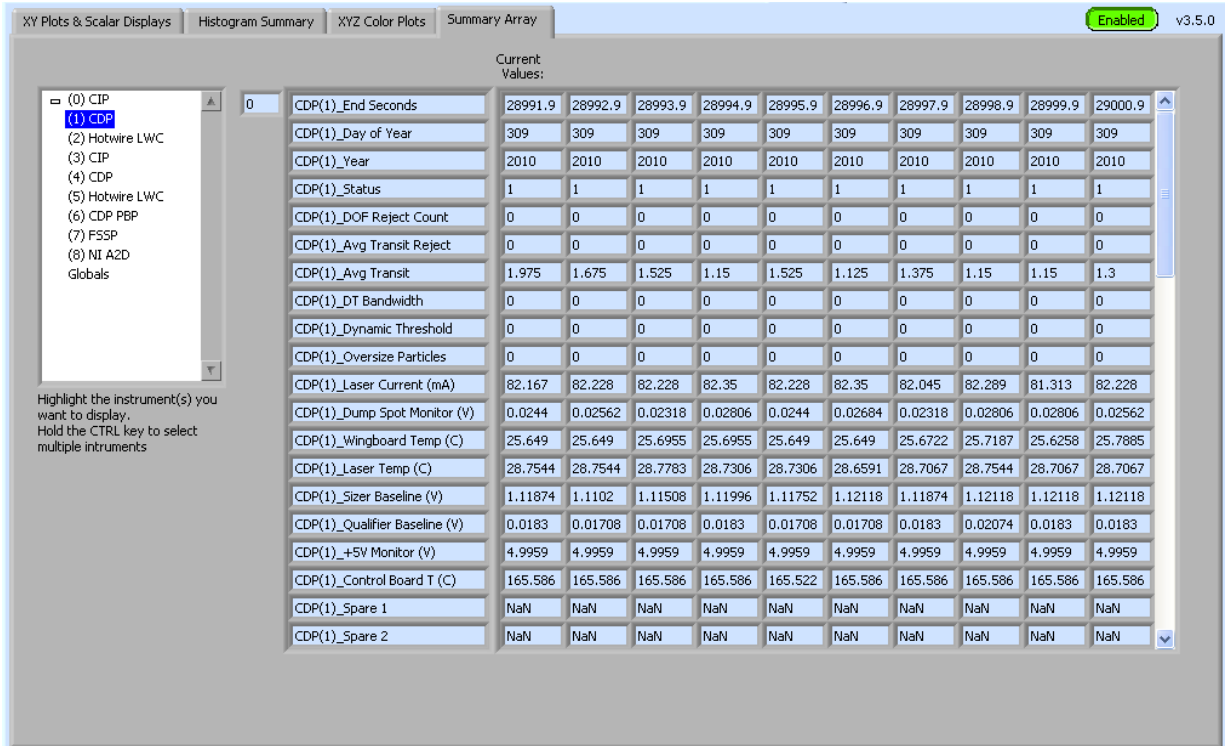 XY Plots & Scalar Displays Histogram Summary XYZ Color Plots Summary Array Enabled v3.5.0
Current
Values:
(0) CIP
(1) CDP
(2) Hotwire LWC
(3) CIP
(4) CDP
(5) Hotwire LWC
(6) CDP PBP
(7) FSSP
(8) NI A2D
Globals
Highlight the instrument(s) you
want to display.
Hold the CTRL key to select
multiple intruments
0
CDP(1)_End Seconds 28991.9 28992.9 28993.9 28994.9 28995.9 28996.9 28997.9 28998.9 28999.9 29000.9
CDP(1)_Day of Year 309 309 309 309 309 309 309 309 309 309
CDP(1)_Year 2010 2010 2010 2010 2010 2010 2010 2010 2010 2010
CDP(1)_Status 1 1 1 1 1 1 1 1 1 1
CDP(1)_DOF Reject Count 0 0 0 0 0 0 0 0 0 0
CDP(1)_Avg Transit Reject 0 0 0 0 0 0 0 0 0 0
CDP(1)_Avg Transit 1.975 1.675 1.525 1.15 1.525 1.125 1.375 1.15 1.15 1.3
CDP(1)_DT Bandwidth 0 0 0 0 0 0 0 0 0 0
CDP(1)_Dynamic Threshold 0 0 0 0 0 0 0 0 0 0
CDP(1)_Oversize Particles 0 0 0 0 0 0 0 0 0 0
CDP(1)_Laser Current (mA) 82.167 82.228 82.228 82.35 82.228 82.35 82.045 82.289 81.313 82.228
CDP(1)_Dump Spot Monitor (V) 0.0244 0.02562 0.02318 0.02806 0.0244 0.02684 0.02318 0.02806 0.02806 0.02562
CDP(1)_Wingboard Temp (C) 25.649 25.649 25.6955 25.6955 25.649 25.649 25.6722 25.7187 25.6258 25.7885
CDP(1)_Laser Temp (C) 28.7544 28.7544 28.7783 28.7306 28.7306 28.6591 28.7067 28.7544 28.7067 28.7067
CDP(1)_Sizer Baseline (V) 1.11874 1.1102 1.11508 1.11996 1.11752 1.12118 1.11874 1.12118 1.12118 1.12118
CDP(1)_Qualifier Baseline (V) 0.0183 0.01708 0.01708 0.0183 0.01708 0.01708 0.0183 0.02074 0.0183 0.0183
CDP(1)_+5V Monitor (V) 4.9959 4.9959 4.9959 4.9959 4.9959 4.9959 4.9959 4.9959 4.9959 4.9959
CDP(1)_Control Board T (C) 165.586 165.586 165.586 165.586 165.522 165.586 165.586 165.586 165.586 165.586
CDP(1)_Spare 1 NaN NaN NaN NaN NaN NaN NaN NaN NaN NaN
CDP(1)_Spare 2 NaN NaN NaN NaN NaN NaN NaN NaN NaN NaN